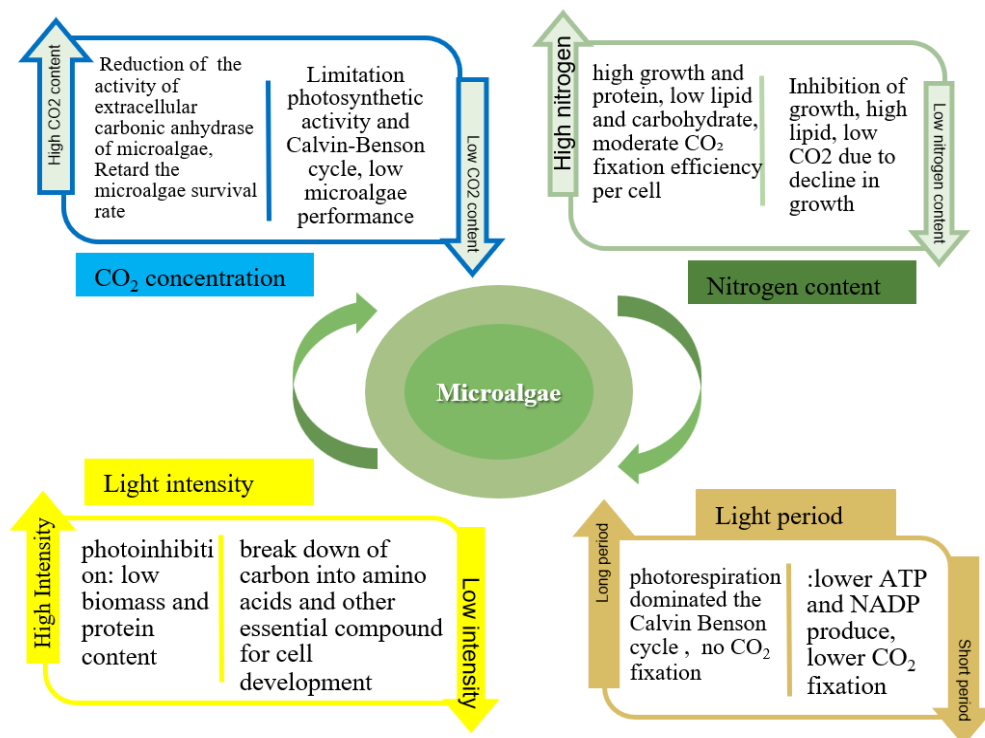 High CO2 content
Reduction of the
activity of
extracellular
carbonic anhydrase
of microalgae,
Retard the
microalgae survival
rate
Limitation
photosynthetic
activity and
Calvin-Benson
cycle, low
microalgae
performance
Low CO2 content
CO₂ concentration
High nitrogen
high growth and
protein, low lipid
and carbohydrate,
moderate CO₂
fixation efficiency
per cell
Inhibition of
growth, high
lipid, low
CO2 due to
decline in
growth
Low nitrogen content
Nitrogen content
Microalgae
Light intensity
High Intensity
photoinhibiti
on: low
biomass and
protein
content
break down of
carbon into amino
acids and other
essential compound
for cell
development
Low intensity
Light period
Long period
photorespiration
dominated the
Calvin Benson
cycle , no CO₂
fixation
:lower ATP
and NADP
produce,
lower CO₂
fixation
Short period